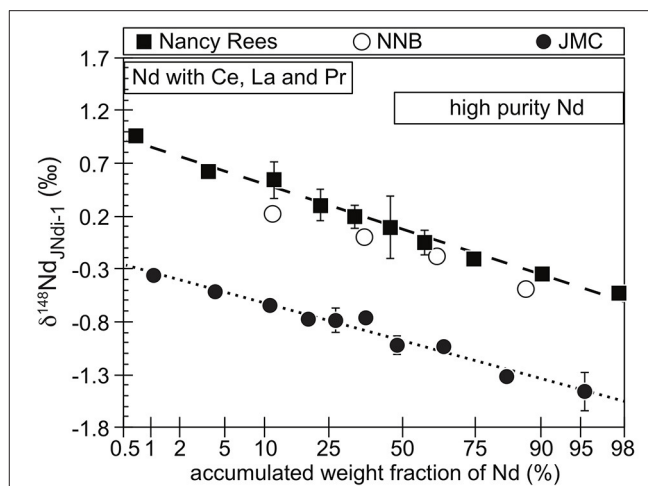 Nancy Rees NNB JMC
Nd with Ce, La and Pr
high purity Nd
1.7
1.2
0.7
0.2
-0.3
-0.8
-1.3
-1.8
δ¹⁴⁸Nd JNdi-1 (‰)
0.5 1 2 5 10 25 50 75 90 95 98
accumulated weight fraction of Nd (%)